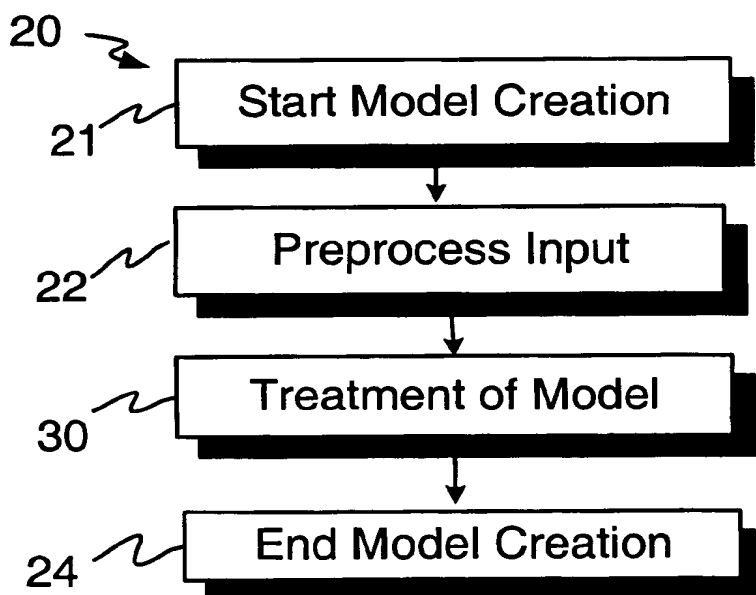 20
Start Model Creation
21
Preprocess Input
22
Treatment of Model
30
End Model Creation
24